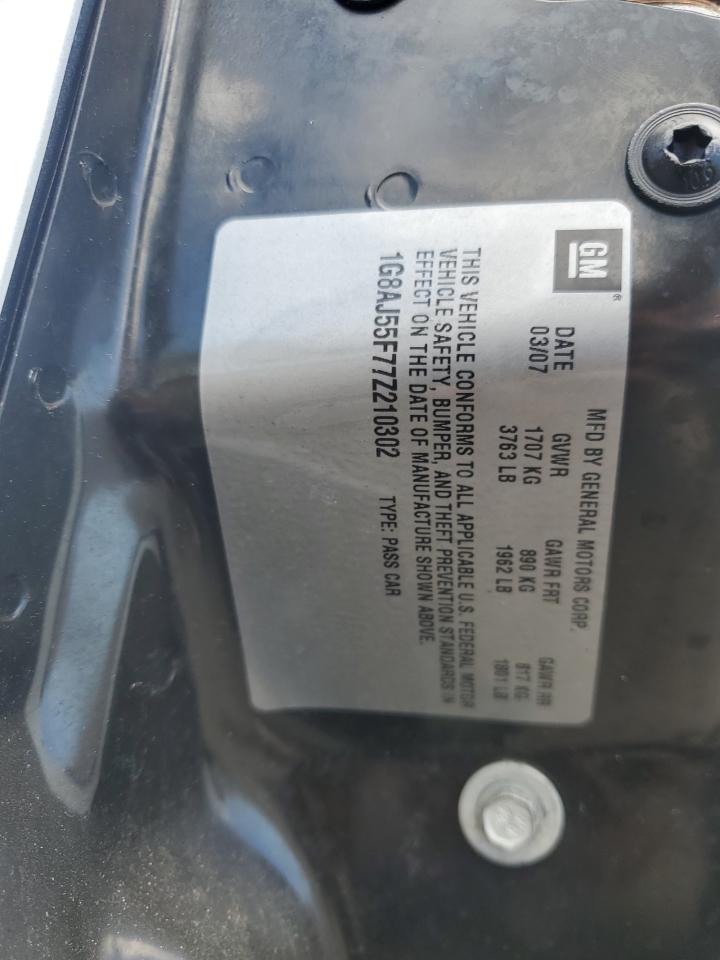 GM®
MFD BY GENERAL MOTORS CORP.
DATE GVWR GAWR FRT GAWR RR
03/07 1707 KG 890 KG 817 KG
3763 LB 1962 LB 1801 LB
THIS VEHICLE CONFORMS TO ALL APPLICABLE U.S. FEDERAL MOTOR
VEHICLE SAFETY, BUMPER, AND THEFT PREVENTION STANDARDS IN
EFFECT ON THE DATE OF MANUFACTURE SHOWN ABOVE.
1G8AJ55F77Z210302 TYPE: PASS CAR